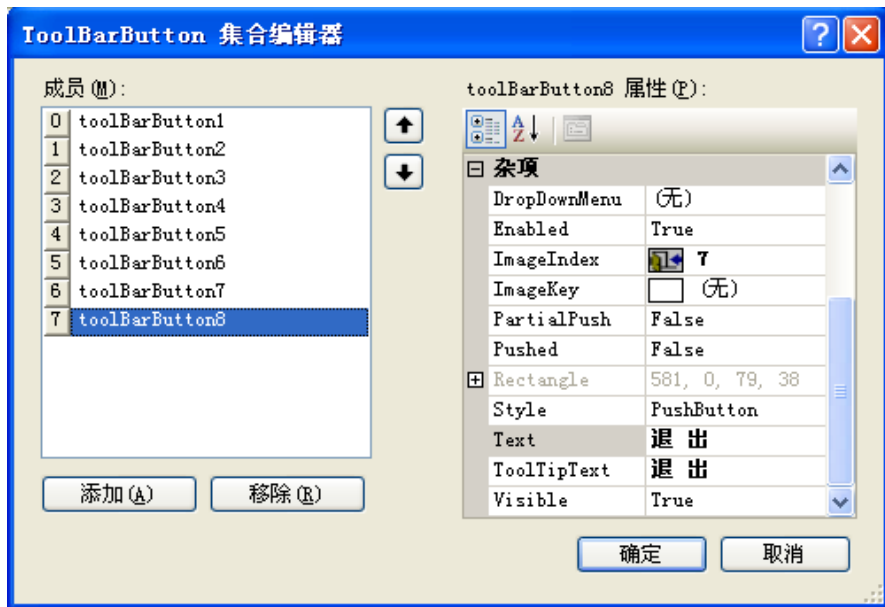 ToolBarButton 集合编辑器
成员(M):
0 toolBarButton1
1 toolBarButton2
2 toolBarButton3
3 toolBarButton4
4 toolBarButton5
5 toolBarButton6
6 toolBarButton7
7 toolBarButton8
添加(A) 移除(R)
toolBarButton8 属性(P):
杂项
DropDownMenu (无)
Enabled True
ImageIndex 7
ImageKey (无)
PartialPush False
Pushed False
Rectangle 581, 0, 79, 38
Style PushButton
Text 退 出
ToolTipText 退 出
Visible True
确定 取消